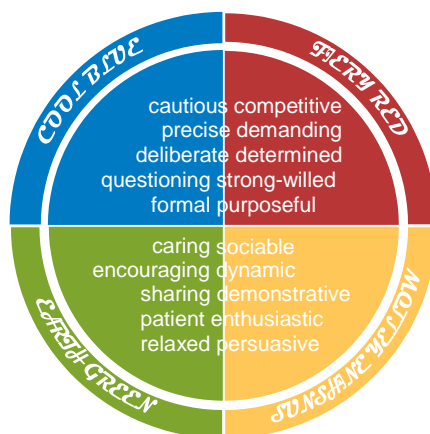 COOL BLUE
FIERY RED
cautious competitive
precise demanding
deliberate determined
questioning strong-willed
formal purposeful
caring sociable
encouraging dynamic
sharing demonstrative
patient enthusiastic
relaxed persuasive
EARTH GREEN
SUNSHINE YELLOW